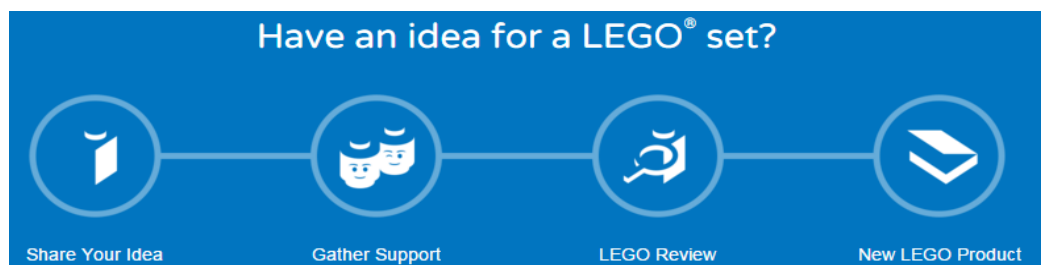 Have an idea for a LEGO® set?
Share Your Idea
Gather Support
LEGO Review
New LEGO Product